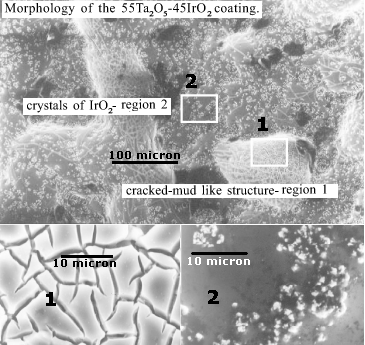 Morphology of the 55Ta₂O₅-45IrO₂ coating.
2
crystals of IrO₂- region 2
1
100 micron
cracked-mud like structure- region 1
10 micron
1
10 micron
2